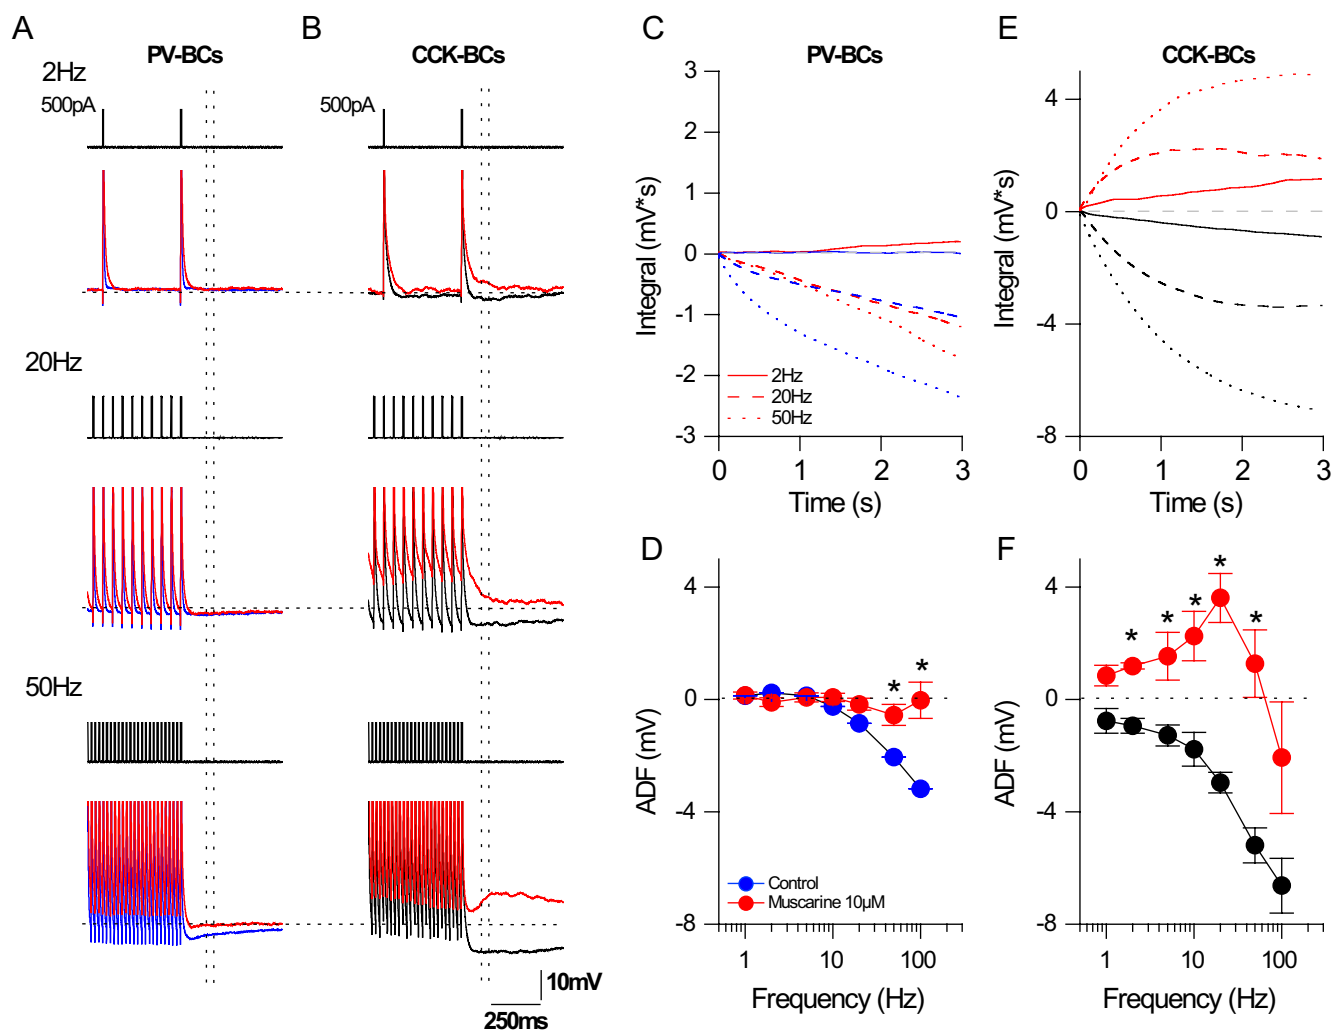 A
PV-BCs
2Hz
500pA
20Hz
50Hz
B
CCK-BCs
500pA
10mV
250ms
C
PV-BCs
Integral (mV*s)
3
2
1
0
-1
-2
-3
2Hz
20Hz
50Hz
0 1 2 3
Time (s)
E
CCK-BCs
Integral (mV*s)
4
0
-4
-8
0 1 2 3
Time (s)
D
ADF (mV)
4
0
-4
-8
* *
Control
Muscarine 10µM
1 10 100
Frequency (Hz)
F
ADF (mV)
4
0
-4
-8
* * * * *
1 10 100
Frequency (Hz)